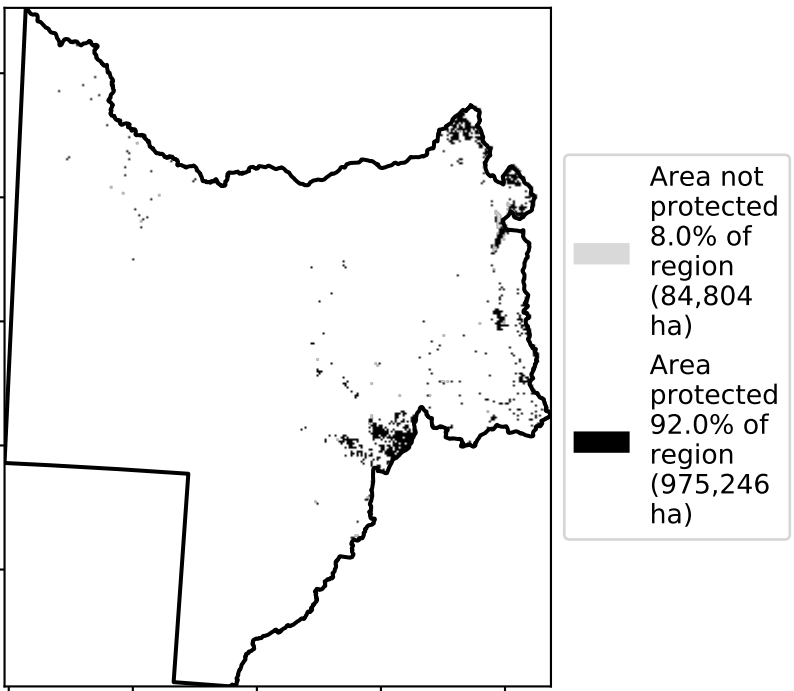 Area not
protected
8.0% of
region
(84,804
ha)
Area
protected
92.0% of
region
(975,246
ha)